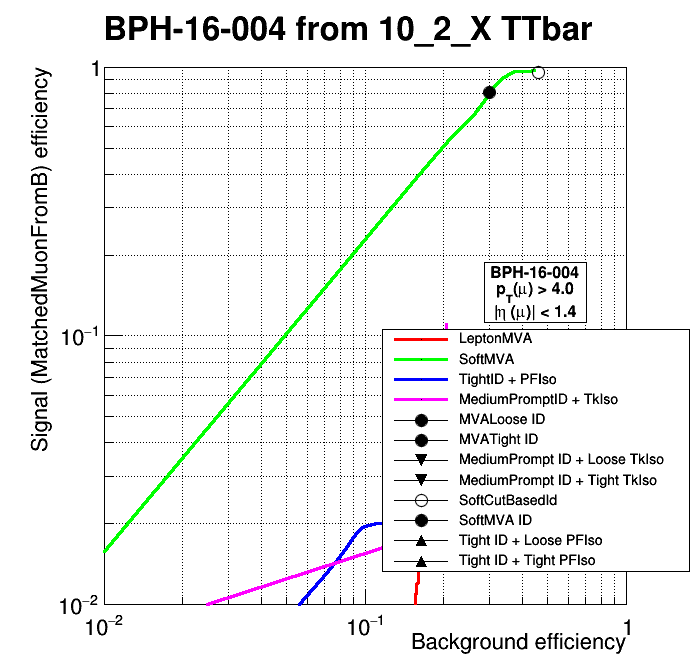 BPH-16-004 from 10_2_X TTbar
Signal (MatchedMuonFromB) efficiency
1
10⁻¹
10⁻²
BPH-16-004
p_T(μ) > 4.0
|η (μ)| < 1.4
LeptonMVA
SoftMVA
TightID + PFIso
MediumPromptID + TkIso
MVALoose ID
MVATight ID
MediumPrompt ID + Loose TkIso
MediumPrompt ID + Tight TkIso
SoftCutBasedId
SoftMVA ID
Tight ID + Loose PFIso
Tight ID + Tight PFIso
10⁻² 10⁻¹ 1
Background efficiency